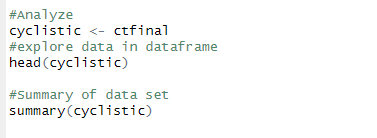 #Analyze
cyclistic <- ctfinal
#explore data in dataframe
head(cyclistic)
#Summary of data set
summary(cyclistic)